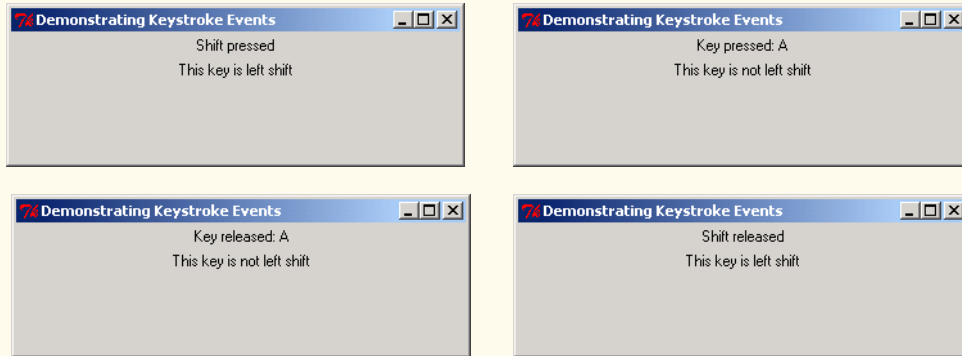 Demonstrating Keystroke Events
Shift pressed
This key is left shift
Demonstrating Keystroke Events
Key pressed: A
This key is not left shift
Demonstrating Keystroke Events
Key released: A
This key is not left shift
Demonstrating Keystroke Events
Shift released
This key is left shift